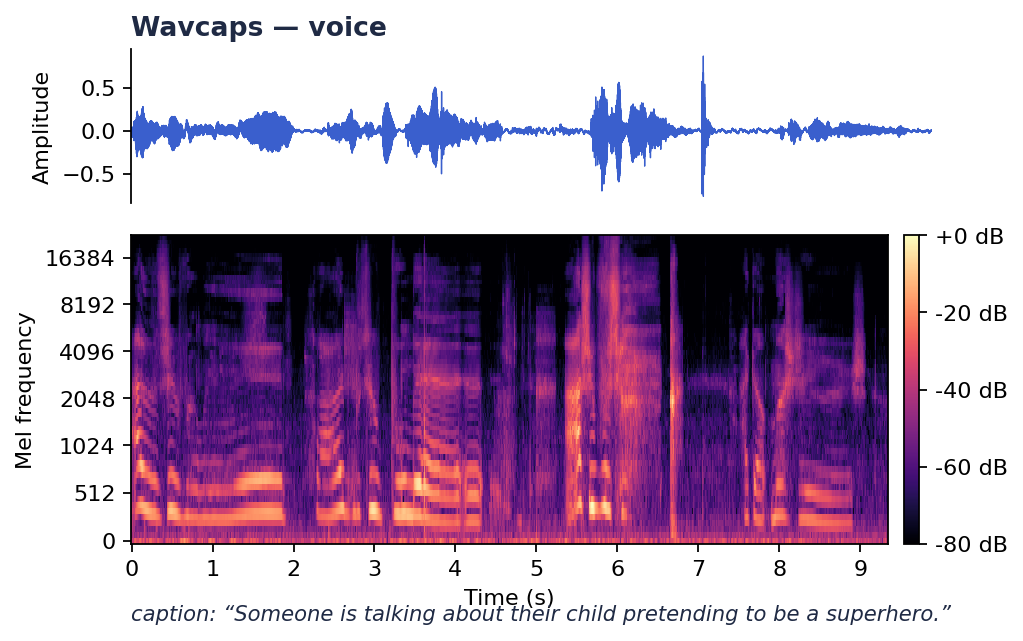 Wavcaps — voice
Amplitude
0.5
0.0
−0.5
Mel frequency
16384
8192
4096
2048
1024
512
0
+0 dB
-20 dB
-40 dB
-60 dB
-80 dB
0 1 2 3 4 5 6 7 8 9
Time (s)
caption: “Someone is talking about their child pretending to be a superhero.”